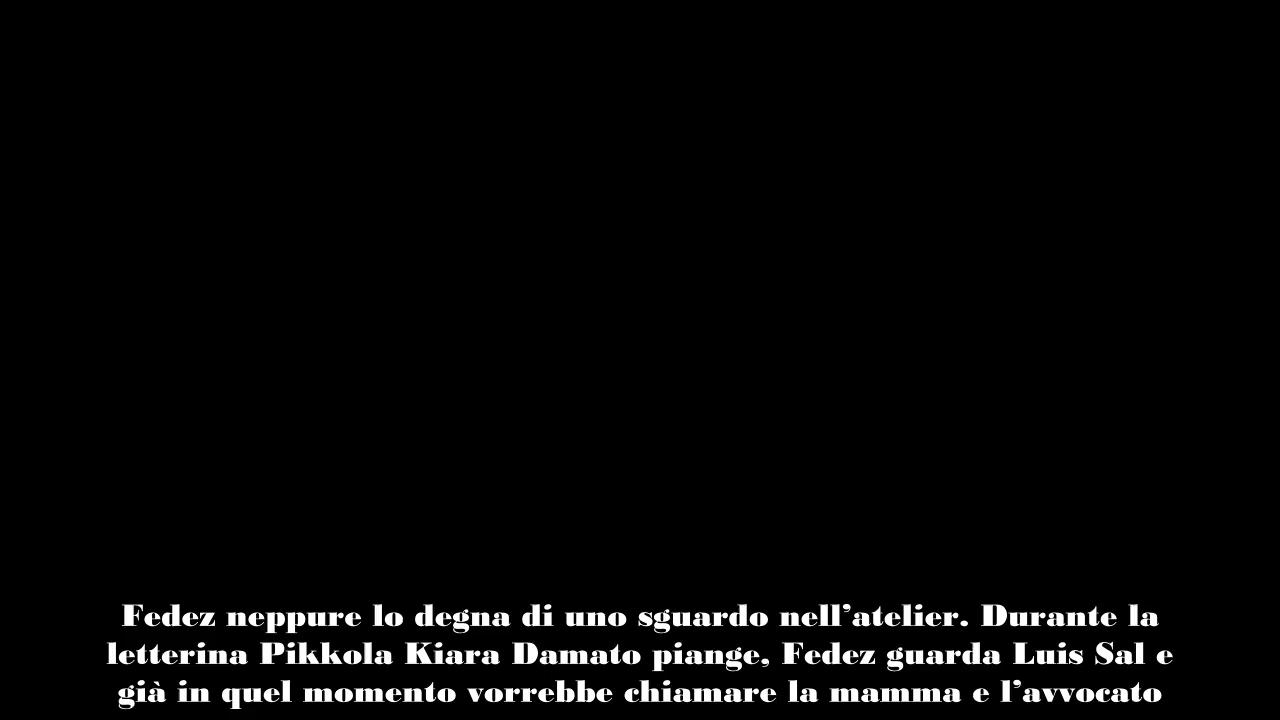 Fedez neppure lo degna di uno sguardo nell’atelier. Durante la
letterina Pikkola Kiara Damato piange, Fedez guarda Luis Sal e
già in quel momento vorrebbe chiamare la mamma e l’avvocato